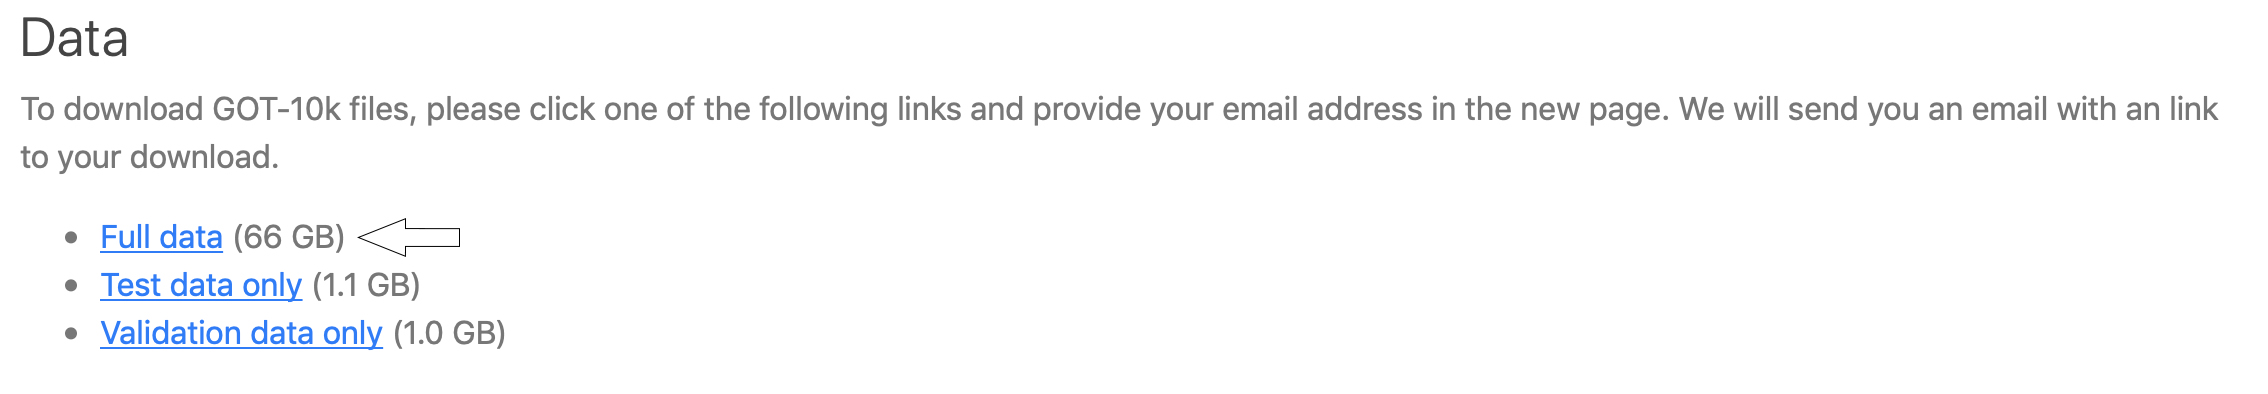 Data
To download GOT-10k files, please click one of the following links and provide your email address in the new page. We will send you an email with an link
to your download.
Full data (66 GB)
Test data only (1.1 GB)
Validation data only (1.0 GB)